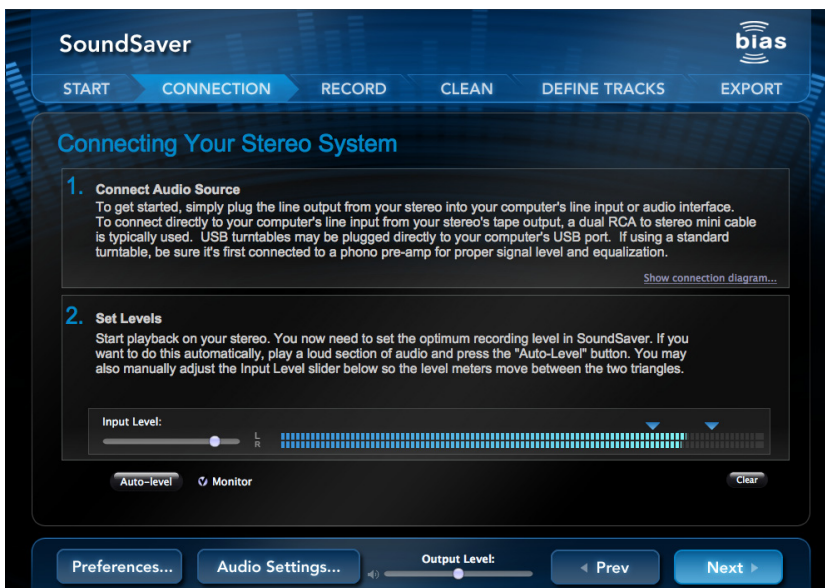 SoundSaver
bias
START CONNECTION RECORD CLEAN DEFINE TRACKS EXPORT
Connecting Your Stereo System
1. Connect Audio Source
To get started, simply plug the line output from your stereo into your computer's line input or audio interface.
To connect directly to your computer's line input from your stereo's tape output, a dual RCA to stereo mini cable
is typically used. USB turntables may be plugged directly to your computer's USB port. If using a standard
turntable, be sure it's first connected to a phono pre-amp for proper signal level and equalization.
Show connection diagram...
2. Set Levels
Start playback on your stereo. You now need to set the optimum recording level in SoundSaver. If you
want to do this automatically, play a loud section of audio and press the "Auto-Level" button. You may
also manually adjust the Input Level slider below so the level meters move between the two triangles.
Input Level:
L
R
Auto-level Monitor Clear
Preferences... Audio Settings... Output Level: Prev Next